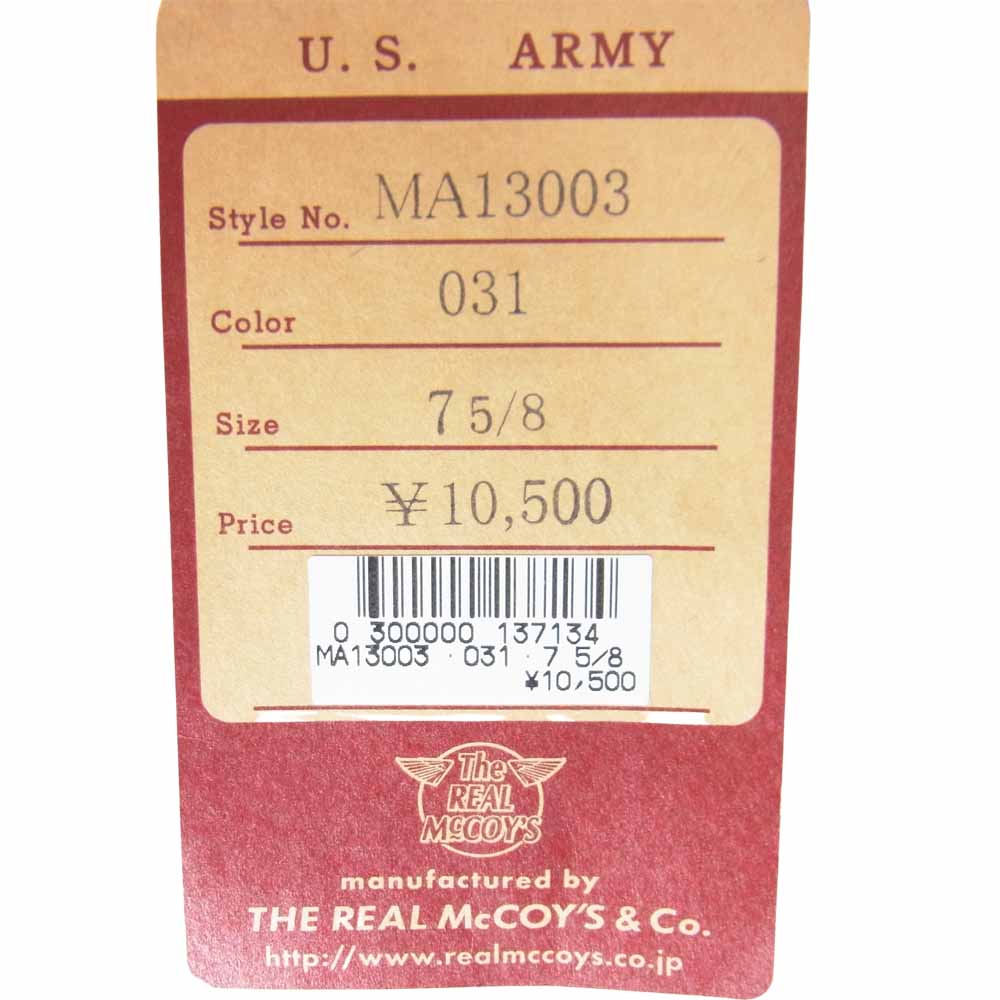 U. S. ARMY
Style No. MA13003
Color 031
Size 7 5/8
Price ¥10,500
0 300000 137134
MA13003 · 031 · 7 5/8
¥10,500
The
REAL
McCOY'S
manufactured by
THE REAL McCOY'S & Co.
http://www.realmccoys.co.jp